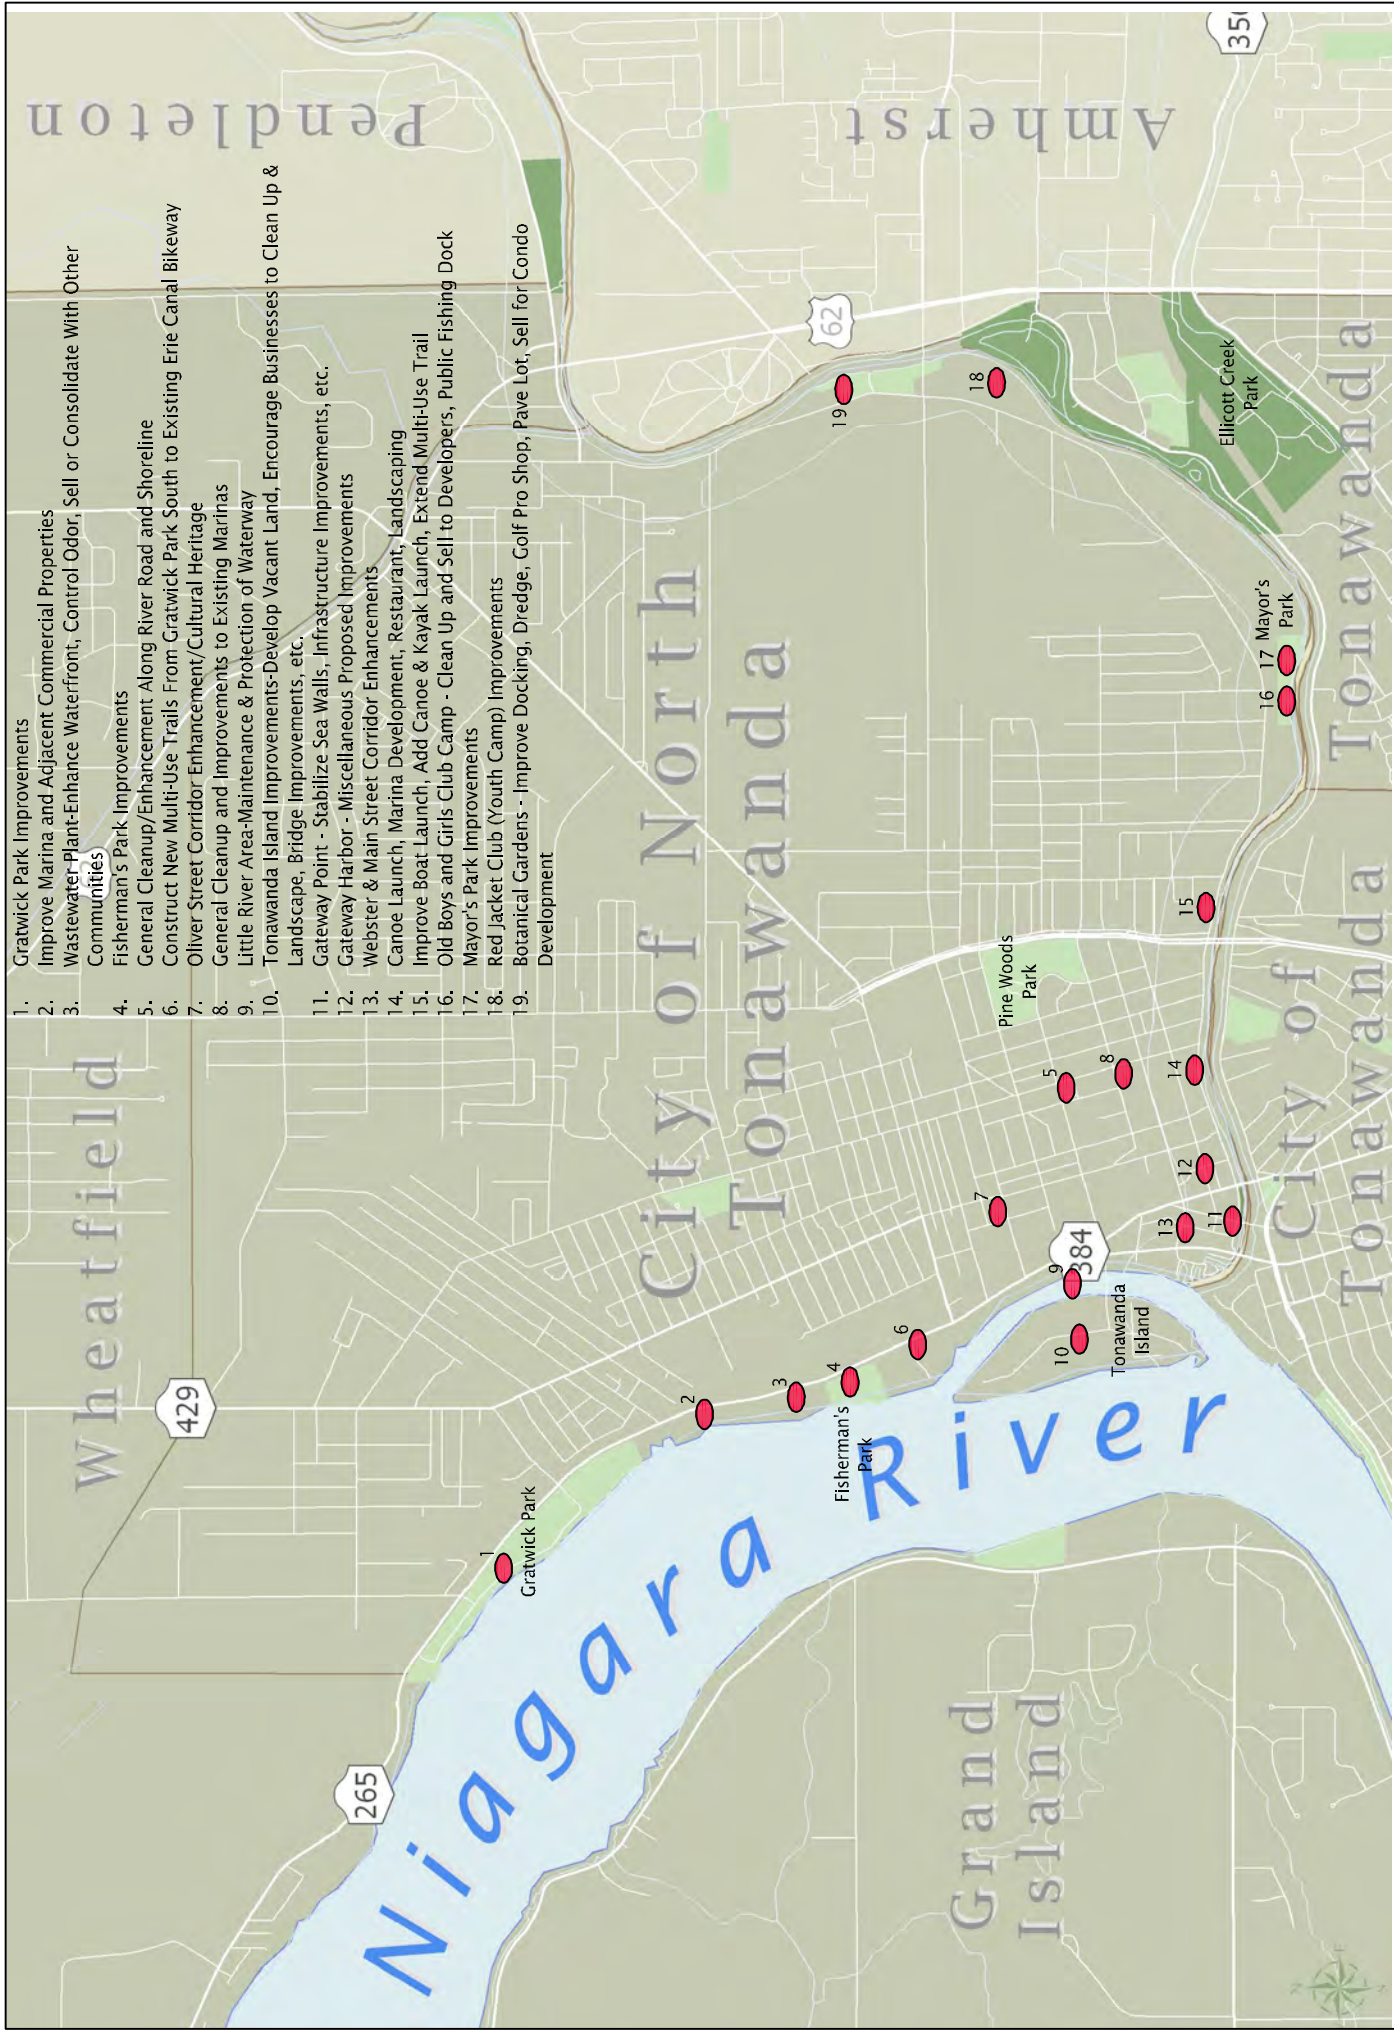 1. Gratwick Park Improvements
2. Improve Marina and Adjacent Commercial Properties
3. Wastewater Plant-Enhance Waterfront, Control Odor, Sell or Consolidate With Other
Communities
4. Fisherman's Park Improvements
5. General Cleanup/Enhancement Along River Road and Shoreline
6. Construct New Multi-Use Trails From Gratwick Park South to Existing Erie Canal Bikeway
7. Oliver Street Corridor Enhancement/Cultural Heritage
8. General Cleanup and Improvements to Existing Marinas
9. Little River Area-Maintenance & Protection of Waterway
10. Tonawanda Island Improvements-Develop Vacant Land, Encourage Businesses to Clean Up &
Landscape, Bridge Improvements, etc.
11. Gateway Point - Stabilize Sea Walls, Infrastructure Improvements, etc.
12. Gateway Harbor - Miscellaneous Proposed Improvements
13. Webster & Main Street Corridor Enhancements
14. Canoe Launch, Marina Development, Restaurant, Landscaping
15. Improve Boat Launch, Add Canoe & Kayak Launch, Extend Multi-Use Trail
16. Old Boys and Girls Club Camp - Clean Up and Sell to Developers, Public Fishing Dock
17. Mayor's Park Improvements
18. Red Jacket Club (Youth Camp) Improvements
19. Botanical Gardens - Improve Docking, Dredge, Golf Pro Shop, Pave Lot, Sell for Condo
Development
Wheatfield
Pendleton
429
265
1
Gratwick Park
City of North
Tonawanda
62
19
18
Amherst
350
2
3
4
Fisherman's
Park
6
7
5
8
Pine Woods
Park
Niagara River
384
9
10
Tonawanda
Island
13
11
12
14
15
16
17
Mayor's
Park
Ellicott Creek
Park
Grand
Island
City of
Tonawanda
Tonawanda